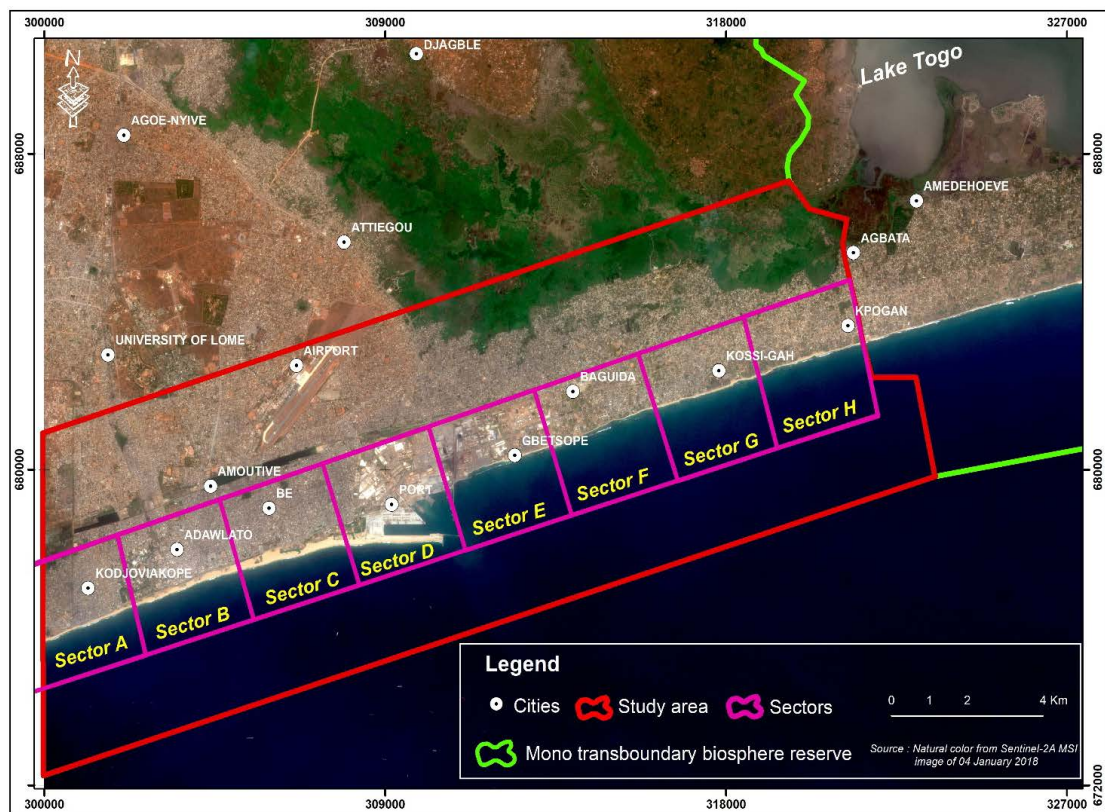 300000
309000
318000
327000
N
DJAGBLE
Lake Togo
AGOE-NYIVE
688000
688000
AMEDEHOEVE
ATTIEGOU
AGBATA
KPOGAN
UNIVERSITY OF LOME
AIRPORT
KOSSI-GAH
BAGUIDA
Sector H
Sector G
GBETSOPE
680000
680000
AMOUTIVE
Sector F
BE
PORT
Sector E
ADAWLATO
Sector D
KODJOVIAKOPE
Sector C
Sector B
Sector A
Legend
Cities
Study area
Sectors
0 1 2 4 Km
Mono transboundary biosphere reserve
Source : Natural color from Sentinel-2A MSI
image of 04 January 2018
672000
672000
300000
309000
318000
327000